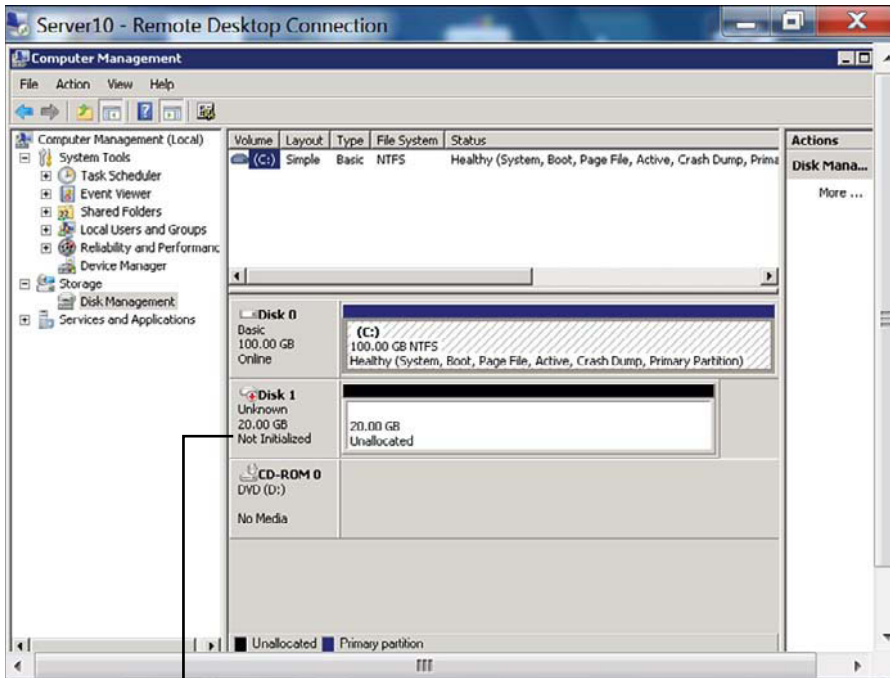 Server10 - Remote Desktop Connection
Computer Management
File Action View Help
Computer Management (Local)
System Tools
Task Scheduler
Event Viewer
Shared Folders
Local Users and Groups
Reliability and Performanc
Device Manager
Storage
Disk Management
Services and Applications
Volume Layout Type File System Status
(C:) Simple Basic NTFS Healthy (System, Boot, Page File, Active, Crash Dump, Prima
Disk 0
Basic
100.00 GB
Online
(C:)
100.00 GB NTFS
Healthy (System, Boot, Page File, Active, Crash Dump, Primary Partition)
Disk 1
Unknown
20.00 GB
Not Initialized
20.00 GB
Unallocated
CD-ROM 0
DVD (D:)
No Media
Unallocated Primary partition
Actions
Disk Mana...
More ...